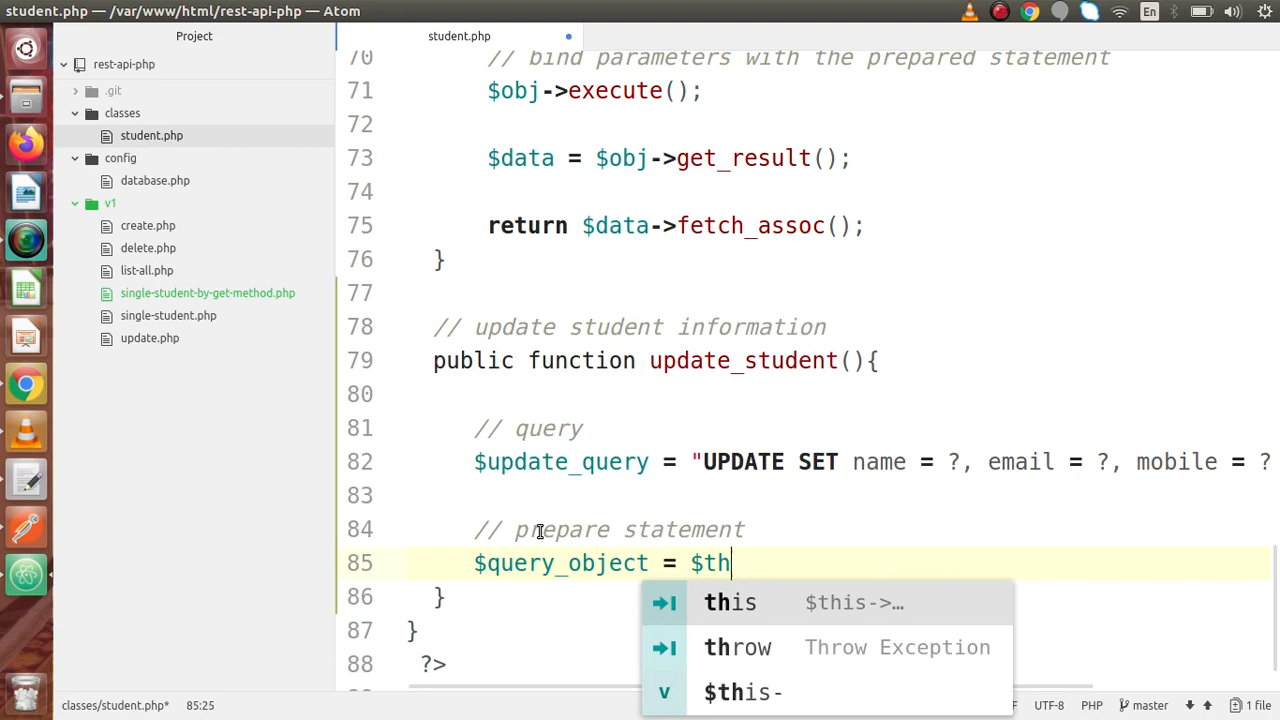 student.php — /var/www/html/rest-api-php — Atom
En
Project
rest-api-php
.git
classes
student.php
config
database.php
v1
create.php
delete.php
list-all.php
single-student-by-get-method.php
single-student.php
update.php
student.php
70 // bind parameters with the prepared statement
71 $obj->execute();
72
73 $data = $obj->get_result();
74
75 return $data->fetch_assoc();
76 }
77
78 // update student information
79 public function update_student(){
80
81 // query
82 $update_query = "UPDATE SET name = ?, email = ?, mobile = ?
83
84 // prepare statement
85 $query_object = $th
86 }
87 }
88 ?>
this $this->…
throw Throw Exception
v $this-
classes/student.php* 85:25
F UTF-8 PHP master 1 file